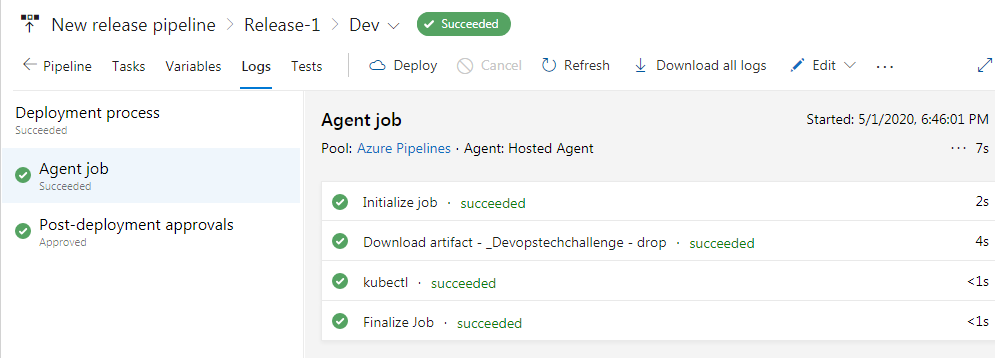 New release pipeline > Release-1 > Dev Succeeded
Pipeline Tasks Variables Logs Tests Deploy Cancel Refresh Download all logs Edit ...
Deployment process
Succeeded
Agent job
Succeeded
Post-deployment approvals
Approved
Agent job Started: 5/1/2020, 6:46:01 PM
Pool: Azure Pipelines · Agent: Hosted Agent ... 7s
Initialize job · succeeded 2s
Download artifact - _Devopstechchallenge - drop · succeeded 4s
kubectl · succeeded <1s
Finalize Job · succeeded <1s